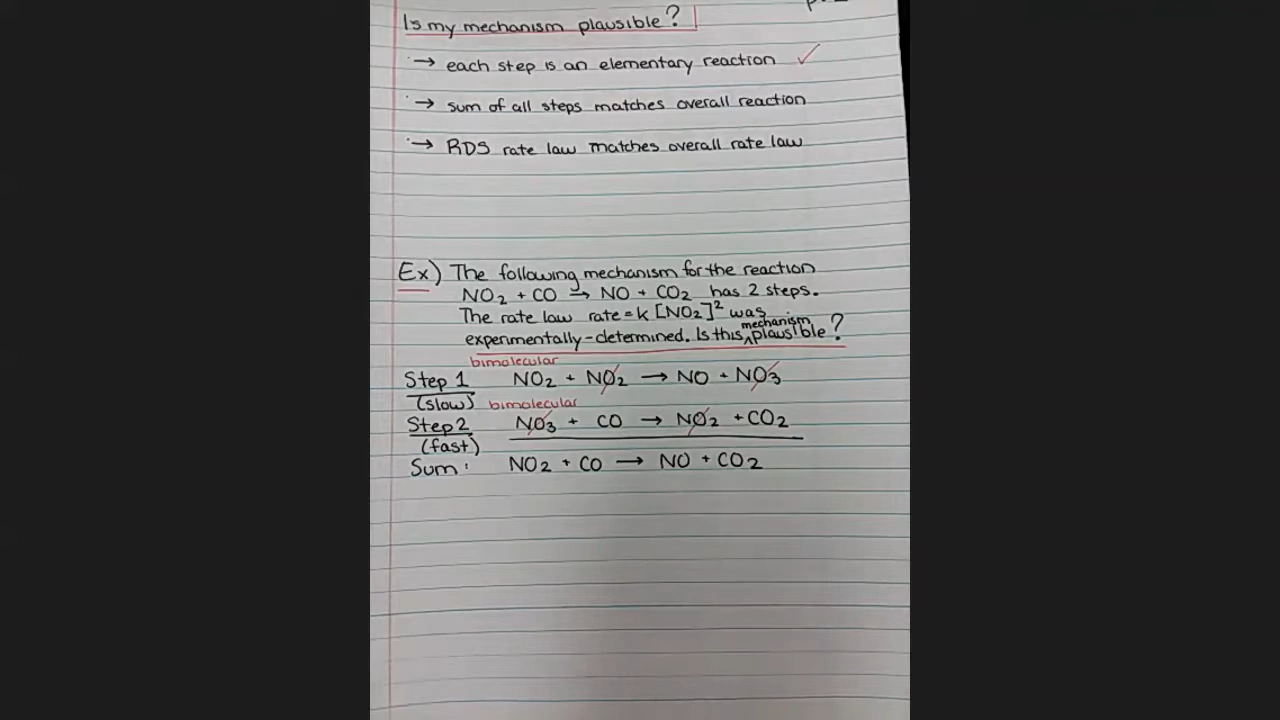 Is my mechanism plausible?
→ each step is an elementary reaction ✓
→ sum of all steps matches overall reaction
→ RDS rate law matches overall rate law
Ex) The following mechanism for the reaction
NO₂ + CO → NO + CO₂ has 2 steps.
The rate law rate = k [NO₂]² was
experimentally-determined. Is this mechanism plausible?
bimolecular
Step 1 NO₂ + NO₂ → NO + NO₃
(slow) bimolecular
Step 2 NO₃ + CO → NO₂ + CO₂
(fast)
Sum: NO₂ + CO → NO + CO₂